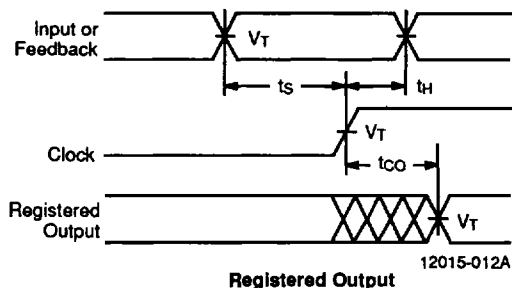 Input or
Feedback
VT
tS
tH
Clock
VT
tCO
Registered
Output
VT
12015-012A
Registered Output